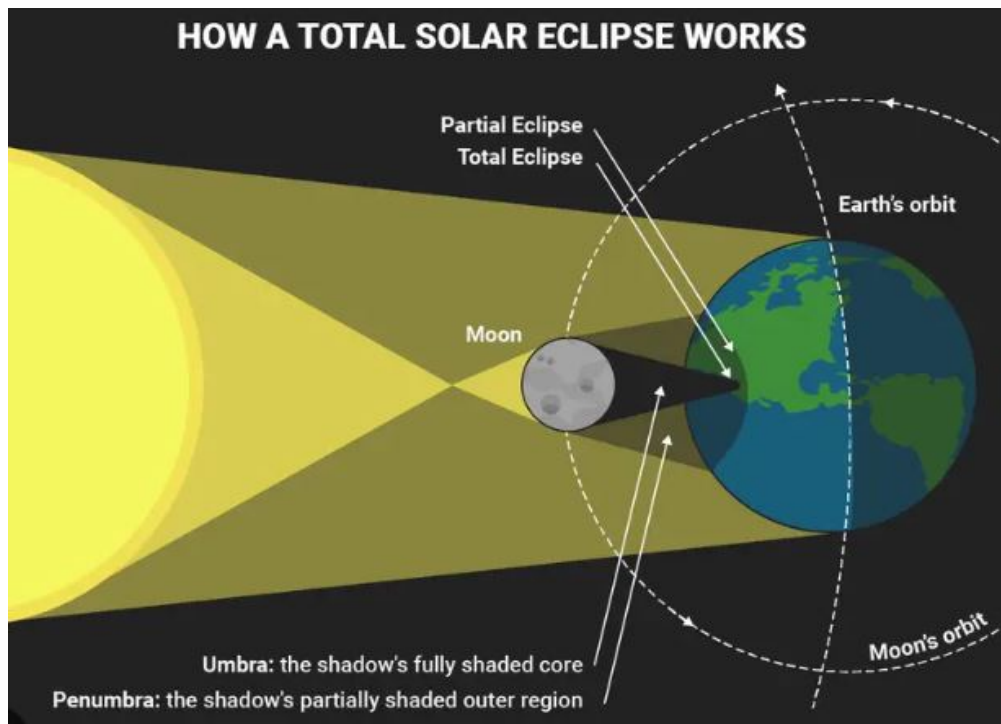 HOW A TOTAL SOLAR ECLIPSE WORKS
Partial Eclipse
Total Eclipse
Earth's orbit
Moon
Moon's orbit
Umbra: the shadow's fully shaded core
Penumbra: the shadow's partially shaded outer region